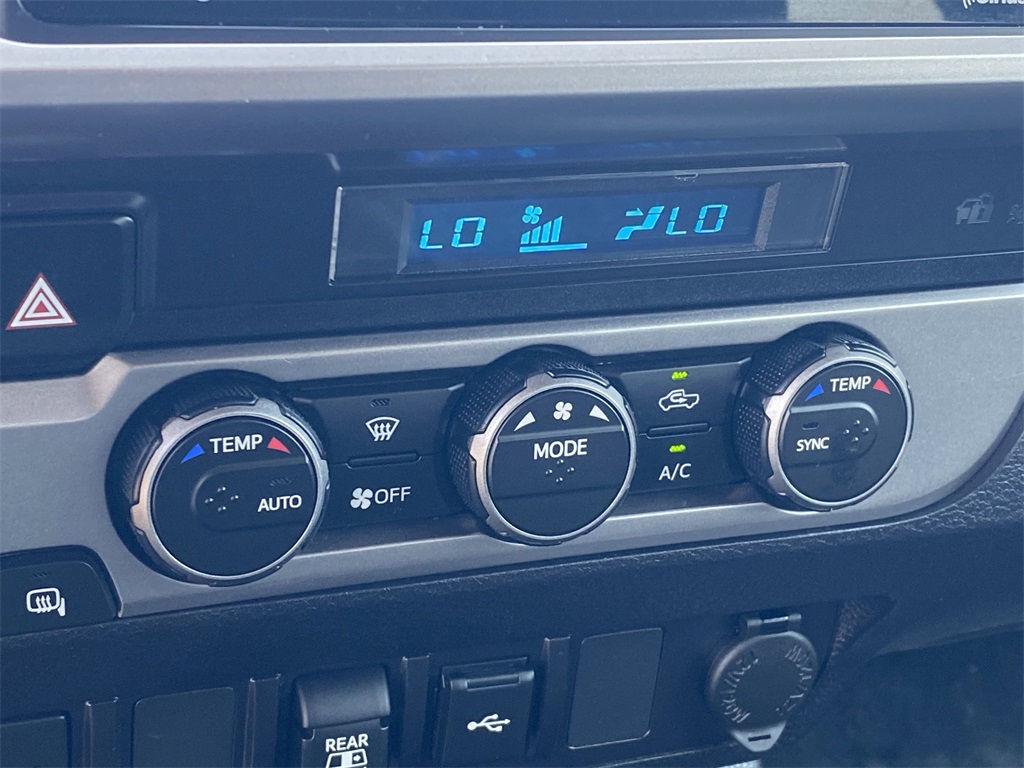 LO LO
TEMP
AUTO
OFF
MODE
A/C
TEMP
SYNC
REAR